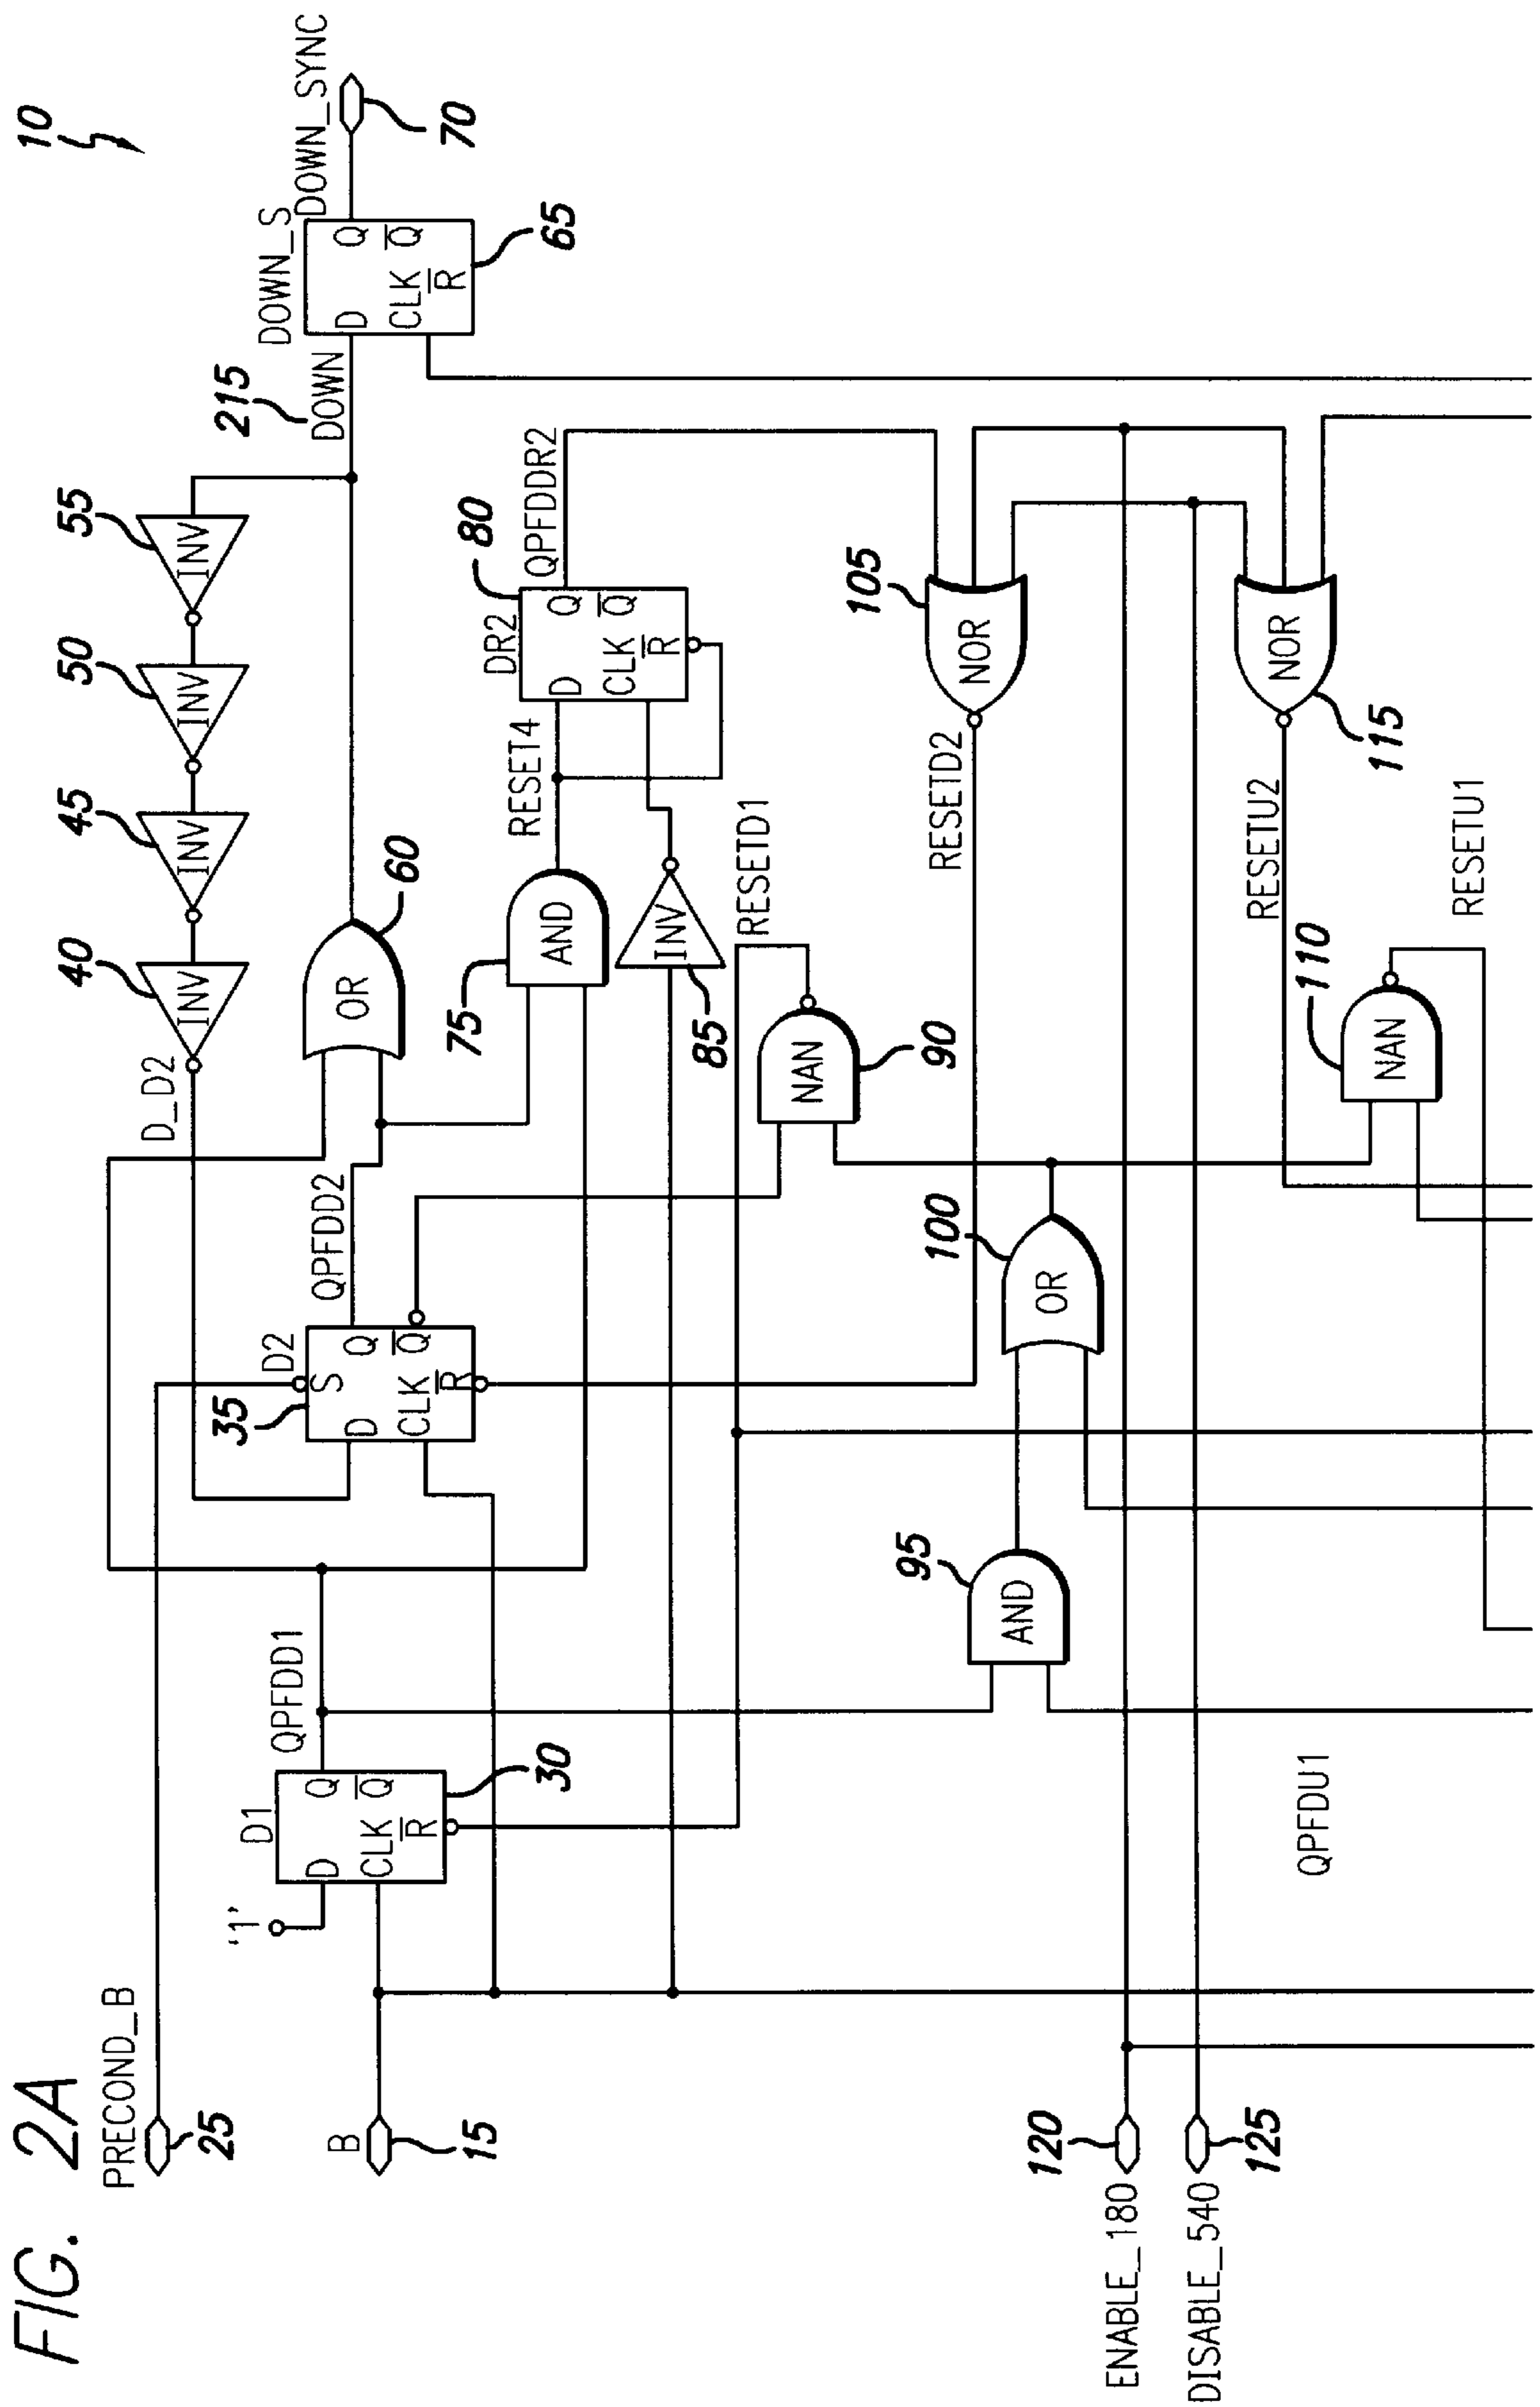 FIG. 2A
10
PRECOND_B
25
B
15
'1'
D1
D
Q
CLK
Q
R
30
QPFDD1
D2
35
S
D
Q
CLK
Q
R
QPFDD2
D_D2
40
INV
45
INV
50
INV
55
INV
OR
60
215
DOWN
DOWN_S
D
Q
CLK
Q
R
65
DOWN_SYNC
70
75
AND
RESET4
DR2
80
D
Q
CLK
Q
R
QPFDDR2
INV
85
RESETD1
NAN
90
RESETD2
105
NOR
95
AND
100
OR
RESETU2
NOR
115
110
NAN
RESETU1
QPFDU1
120
ENABLE_180
125
DISABLE_540